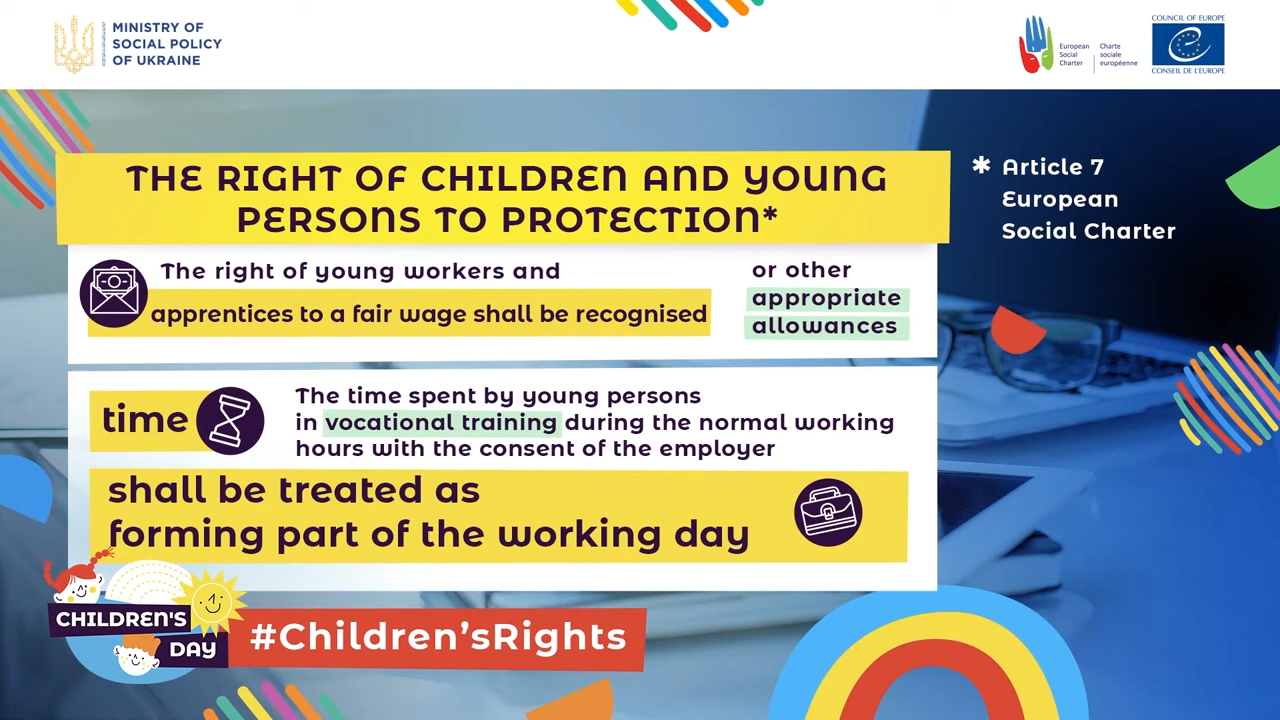 MINISTRY OF
SOCIAL POLICY
OF UKRAINE
European
Social
Charter
Charte
sociale
européenne
COUNCIL OF EUROPE
CONSEIL DE L'EUROPE
THE RIGHT OF CHILDREN AND YOUNG
PERSONS TO PROTECTION*
* Article 7
European
Social Charter
The right of young workers and
apprentices to a fair wage shall be recognised
or other
appropriate
allowances
time
The time spent by young persons
in vocational training during the normal working
hours with the consent of the employer
shall be treated as
forming part of the working day
CHILDREN'S
DAY
#Children'sRights